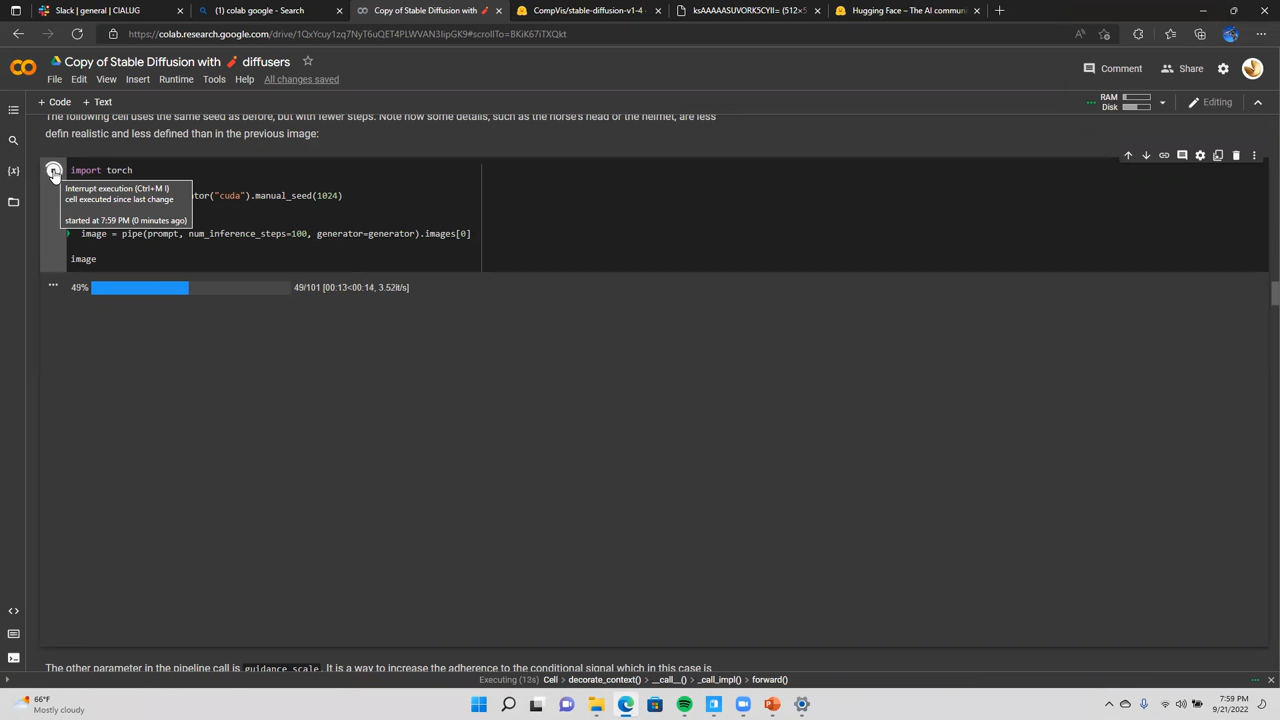 Slack | general | CIALUG
(1) colab google - Search
Copy of Stable Diffusion with
CompVis/stable-diffusion-v1-4
ksAAAAASUVORK5CYII= (512×5
Hugging Face – The AI commun
https://colab.research.google.com/drive/1QxYcuy1zq7NyT6uQET4PLWVAN3IipGK9#scrollTo=BKiK67iTXQkt
Copy of Stable Diffusion with 🧨 diffusers
File Edit View Insert Runtime Tools Help All changes saved
Comment Share
+ Code + Text
RAM
Disk
Editing
The following cell uses the same seed as before, but with fewer steps. Note how some details, such as the horse's head or the helmet, are less
defin realistic and less defined than in the previous image:
import torch
Interrupt execution (Ctrl+M I)
cell executed since last change
started at 7:59 PM (0 minutes ago)
tor("cuda").manual_seed(1024)
image = pipe(prompt, num_inference_steps=100, generator=generator).images[0]
image
49% 49/101 [00:13<00:14, 3.52it/s]
The other parameter in the pipeline call is guidance_scale. It is a way to increase the adherence to the conditional signal which in this case is
Executing (13s) Cell > decorate_context() > __call__() > _call_impl() > forward()
66°F
Mostly cloudy
7:59 PM
9/21/2022